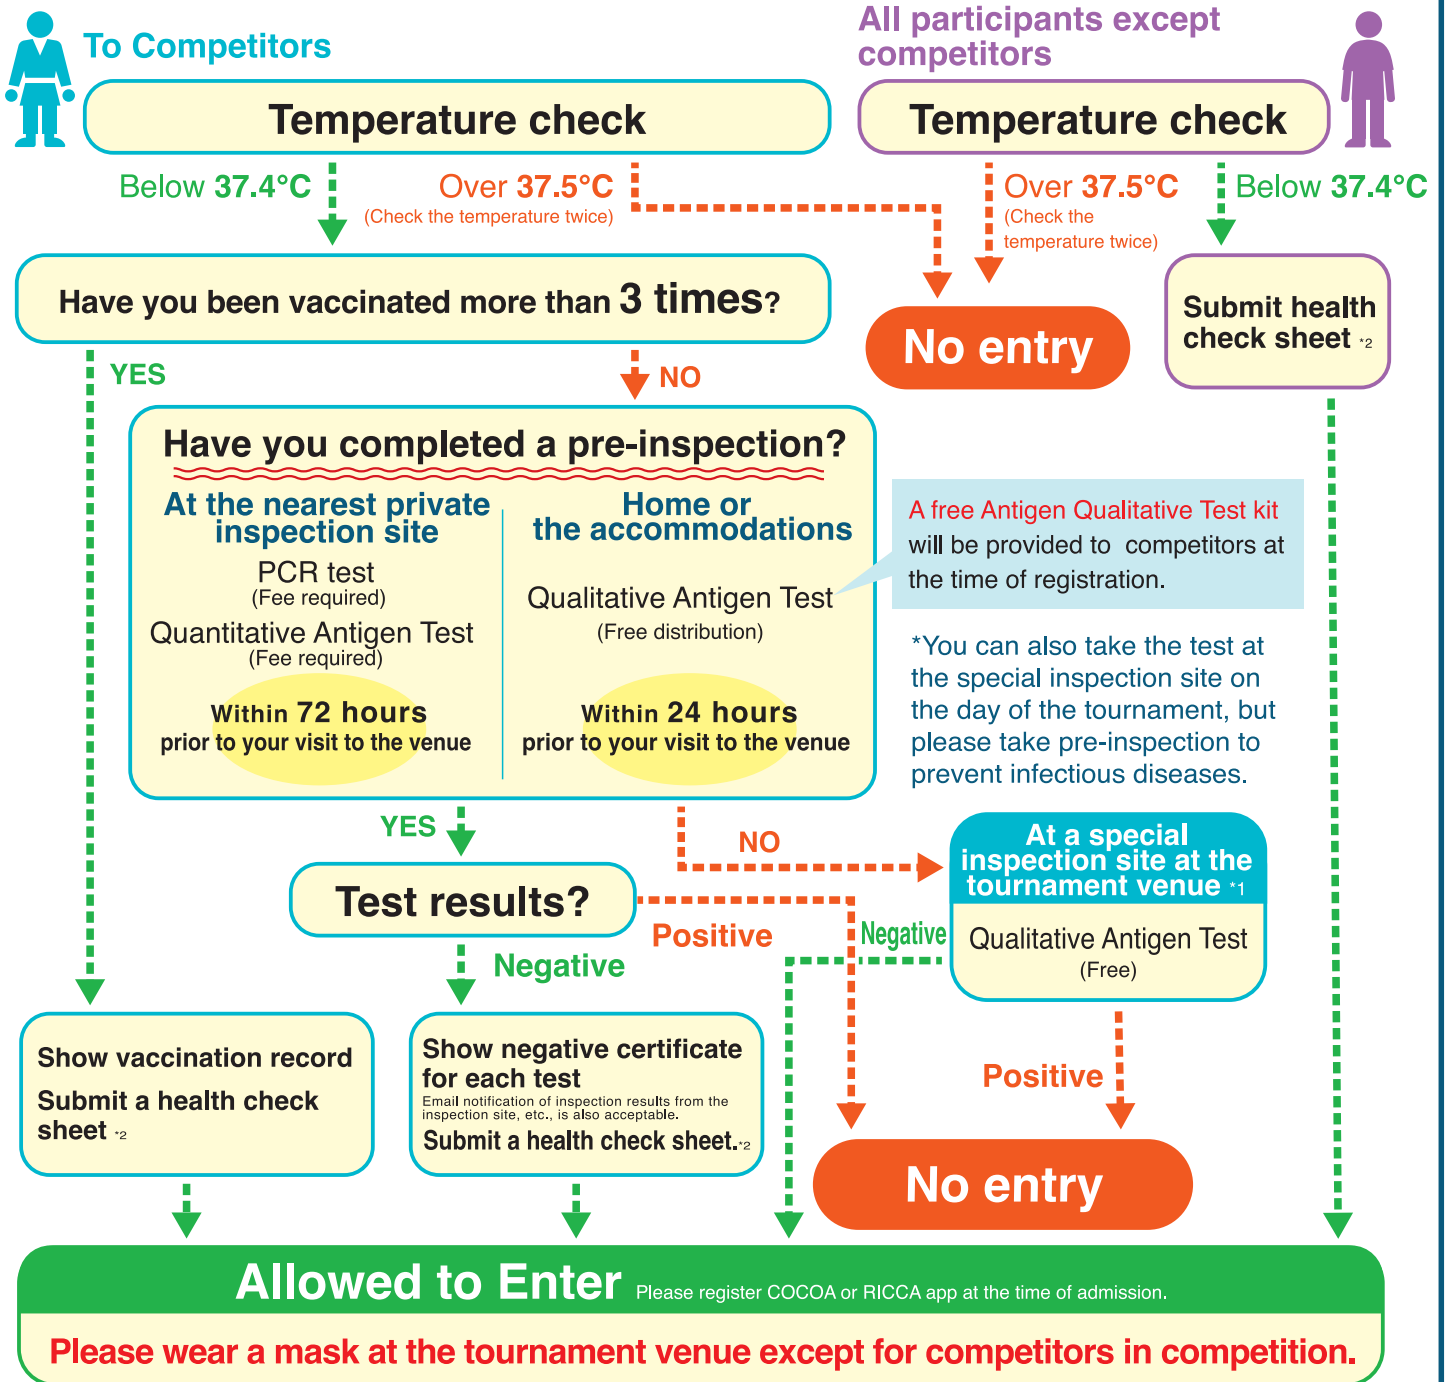 To Competitors
All participants except
competitors
Temperature check
Temperature check
Below 37.4°C
Over 37.5°C
(Check the temperature twice)
Over 37.5°C
(Check the
temperature twice)
Below 37.4°C
Have you been vaccinated more than 3 times?
No entry
Submit health
check sheet *2
YES
NO
Have you completed a pre-inspection?
At the nearest private
inspection site
PCR test
(Fee required)
Quantitative Antigen Test
(Fee required)
Within 72 hours
prior to your visit to the venue
Home or
the accommodations
Qualitative Antigen Test
(Free distribution)
Within 24 hours
prior to your visit to the venue
A free Antigen Qualitative Test kit
will be provided to competitors at
the time of registration.
*You can also take the test at
the special inspection site on
the day of the tournament, but
please take pre-inspection to
prevent infectious diseases.
YES
NO
At a special
inspection site at the
tournament venue *1
Qualitative Antigen Test
(Free)
Test results?
Positive
Negative
Negative
Positive
Show vaccination record
Submit a health check
sheet *2
Show negative certificate
for each test
Email notification of inspection results from the
inspection site, etc., is also acceptable.
Submit a health check sheet.*2
No entry
Allowed to Enter Please register COCOA or RICCA app at the time of admission.
Please wear a mask at the tournament venue except for competitors in competition.